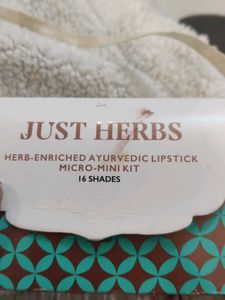 JUST HERBS
HERB-ENRICHED AYURVEDIC LIPSTICK
MICRO-MINI KIT
16 SHADES